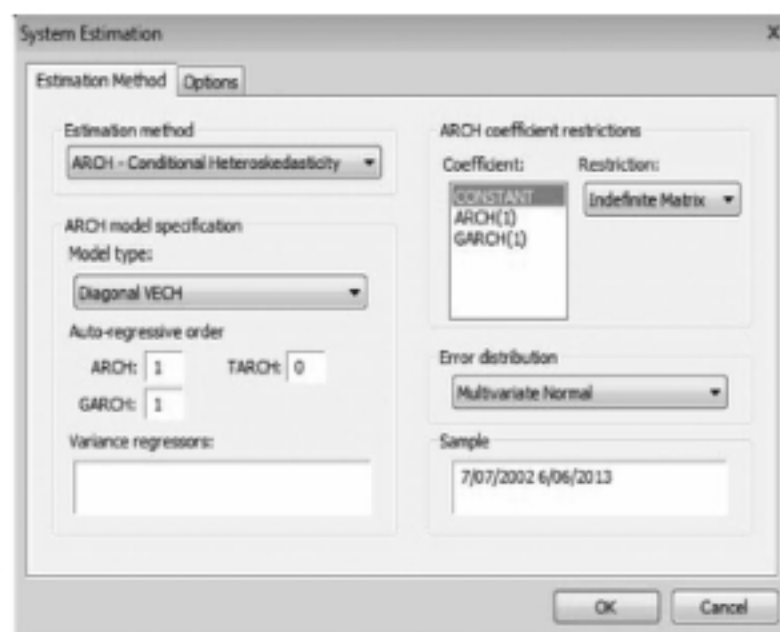 System Estimation
X
Estimation Method
Options
Estimation method
ARCH - Conditional Heteroskedasticity
ARCH model specification
Model type:
Diagonal VECH
Auto-regressive order
ARCH: 1
TARCH: 0
GARCH: 1
Variance regressors:
ARCH coefficient restrictions
Coefficient:
Restriction:
CONSTANT
ARCH(1)
GARCH(1)
Indefinite Matrix
Error distribution
Multivariate Normal
Sample
7/07/2002 6/06/2013
OK
Cancel